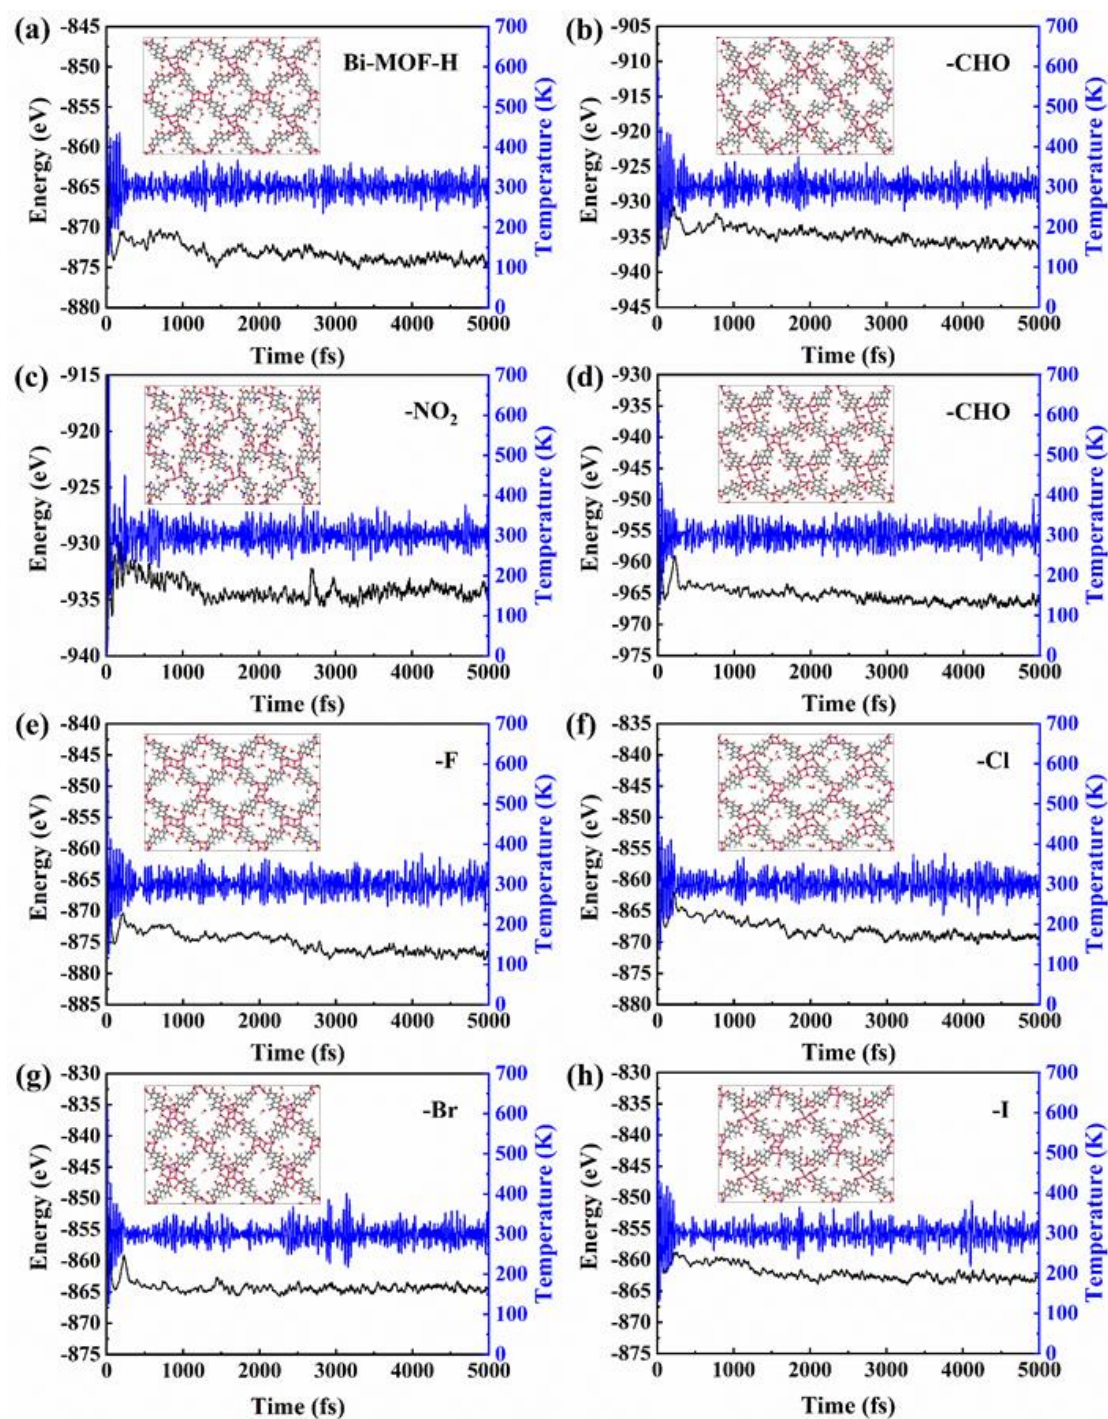 (a)
Bi-MOF-H
Energy (eV)
-845
-850
-855
-860
-865
-870
-875
-880
Temperature (K)
700
600
500
400
300
200
100
0
0 1000 2000 3000 4000 5000
Time (fs)
(b)
-CHO
Energy (eV)
-905
-910
-915
-920
-925
-930
-935
-940
-945
Temperature (K)
700
600
500
400
300
200
100
0
0 1000 2000 3000 4000 5000
Time (fs)
(c)
-NO₂
Energy (eV)
-915
-920
-925
-930
-935
-940
Temperature (K)
700
600
500
400
300
200
100
0
0 1000 2000 3000 4000 5000
Time (fs)
(d)
-CHO
Energy (eV)
-930
-935
-940
-945
-950
-955
-960
-965
-970
-975
Temperature (K)
700
600
500
400
300
200
100
0
0 1000 2000 3000 4000 5000
Time (fs)
(e)
-F
Energy (eV)
-840
-845
-850
-855
-860
-865
-870
-875
-880
-885
Temperature (K)
700
600
500
400
300
200
100
0
0 1000 2000 3000 4000 5000
Time (fs)
(f)
-Cl
Energy (eV)
-835
-840
-845
-850
-855
-860
-865
-870
-875
-880
Temperature (K)
700
600
500
400
300
200
100
0
0 1000 2000 3000 4000 5000
Time (fs)
(g)
-Br
Energy (eV)
-830
-835
-840
-845
-850
-855
-860
-865
-870
-875
Temperature (K)
700
600
500
400
300
200
100
0
0 1000 2000 3000 4000 5000
Time (fs)
(h)
-I
Energy (eV)
-830
-835
-840
-845
-850
-855
-860
-865
-870
-875
Temperature (K)
700
600
500
400
300
200
100
0
0 1000 2000 3000 4000 5000
Time (fs)